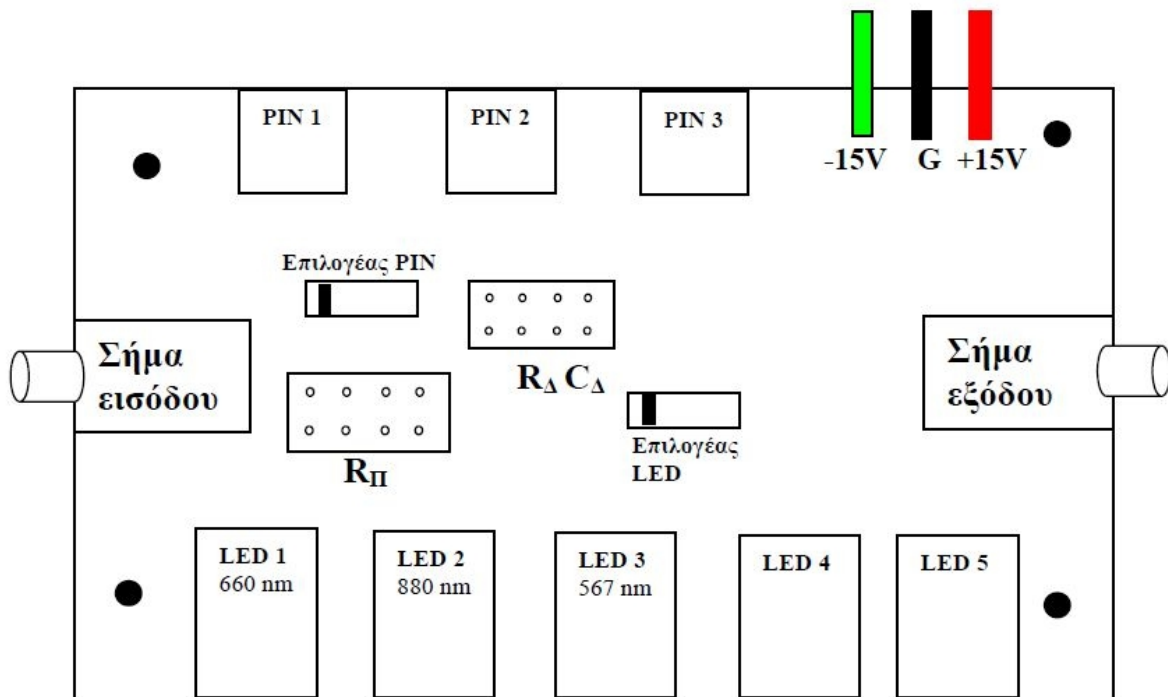 PIN 1
PIN 2
PIN 3
-15V G +15V
Επιλογέας PIN
Σήμα
εισόδου
R_Δ C_Δ
Σήμα
εξόδου
R_Π
Επιλογέας
LED
LED 1
660 nm
LED 2
880 nm
LED 3
567 nm
LED 4
LED 5